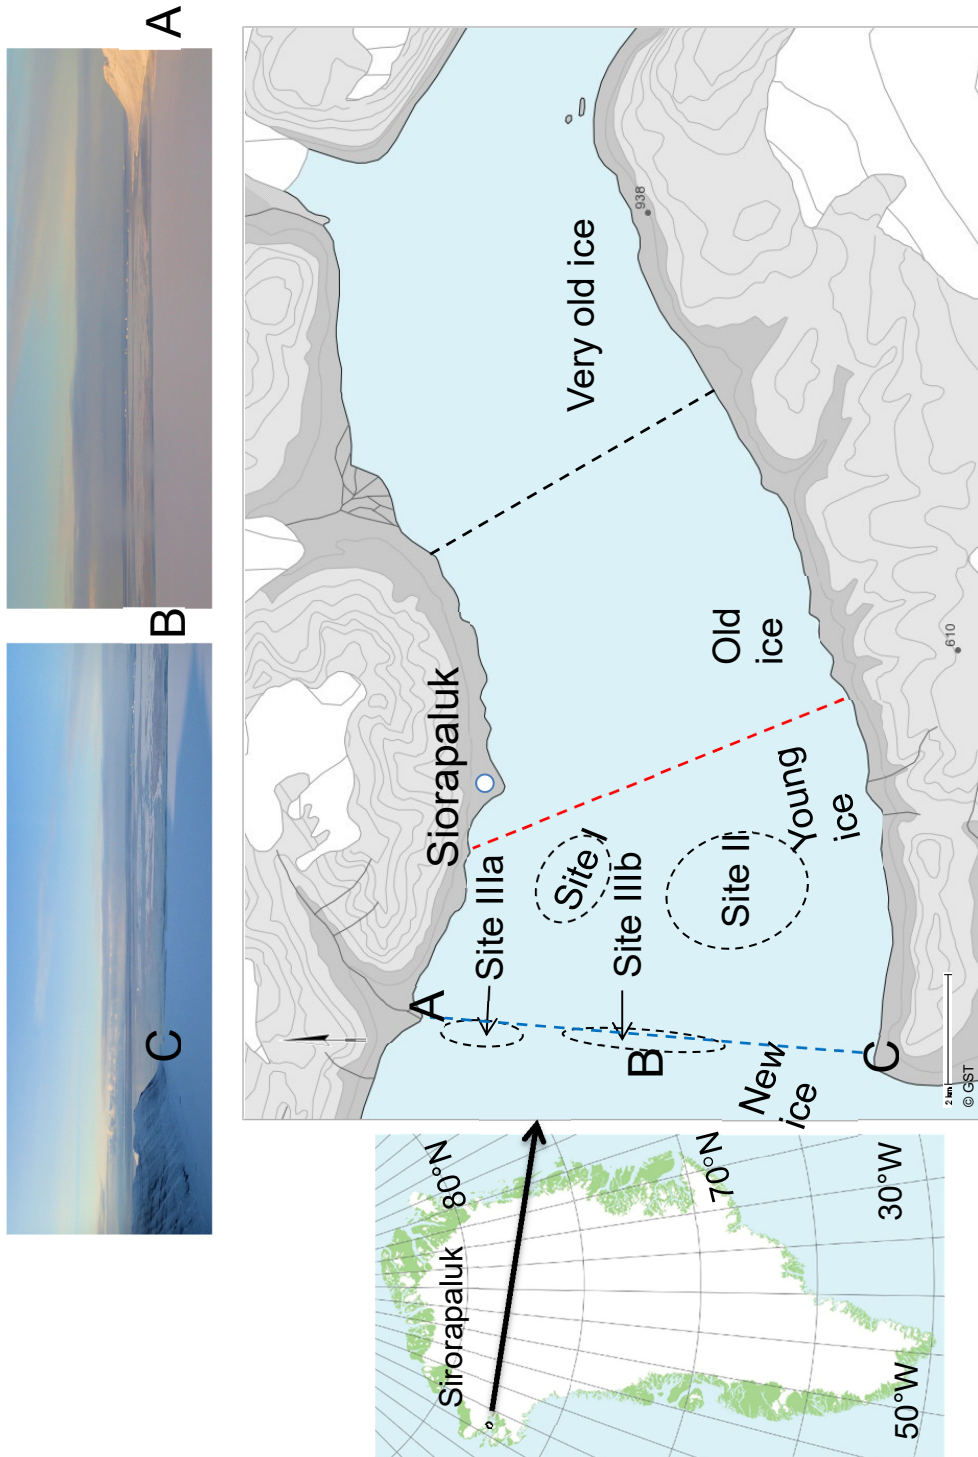 C
B
A
Sirorapaluk
80°N
70°N
30°W
50°W
Siorapaluk
A
Site IIIa
Site I
Site IIIb
B
Site II
New
ice
C
Young
ice
Old
ice
Very old ice
938
610
2 km
© GST